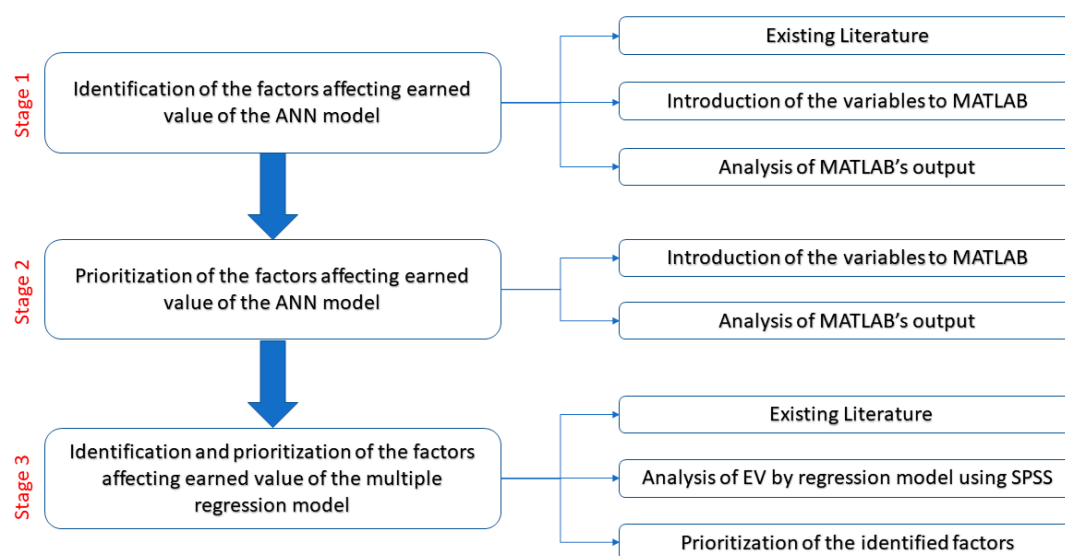 Stage 1
Identification of the factors affecting earned
value of the ANN model
Existing Literature
Introduction of the variables to MATLAB
Analysis of MATLAB's output
Stage 2
Prioritization of the factors affecting earned
value of the ANN model
Introduction of the variables to MATLAB
Analysis of MATLAB's output
Stage 3
Identification and prioritization of the factors
affecting earned value of the multiple
regression model
Existing Literature
Analysis of EV by regression model using SPSS
Prioritization of the identified factors